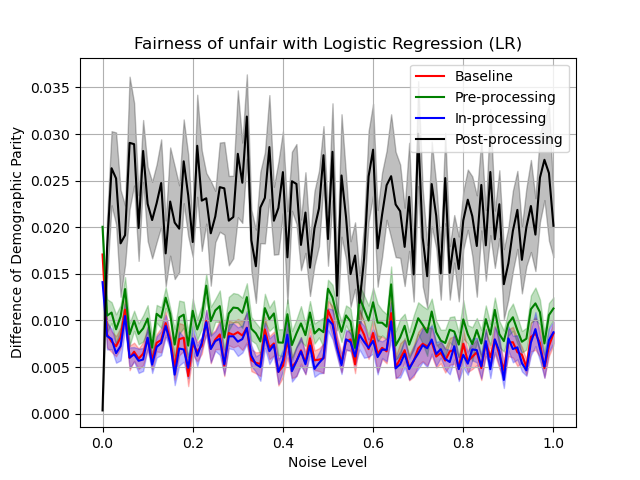 Fairness of unfair with Logistic Regression (LR)
Baseline
Pre-processing
In-processing
Post-processing
Difference of Demographic Parity
0.035
0.030
0.025
0.020
0.015
0.010
0.005
0.000
0.0 0.2 0.4 0.6 0.8 1.0
Noise Level